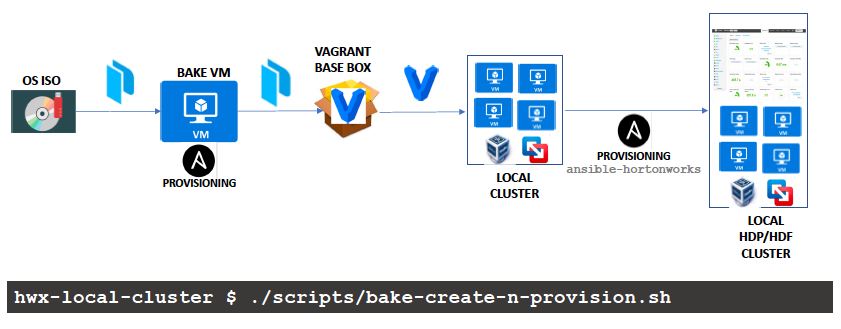 OS ISO
BAKE VM
VM
PROVISIONING
VAGRANT
BASE BOX
VM
VM
VM
VM
LOCAL
CLUSTER
PROVISIONING
ansible-hortonworks
VM
VM
VM
VM
LOCAL
HDP/HDF
CLUSTER
hwx-local-cluster $ ./scripts/bake-create-n-provision.sh